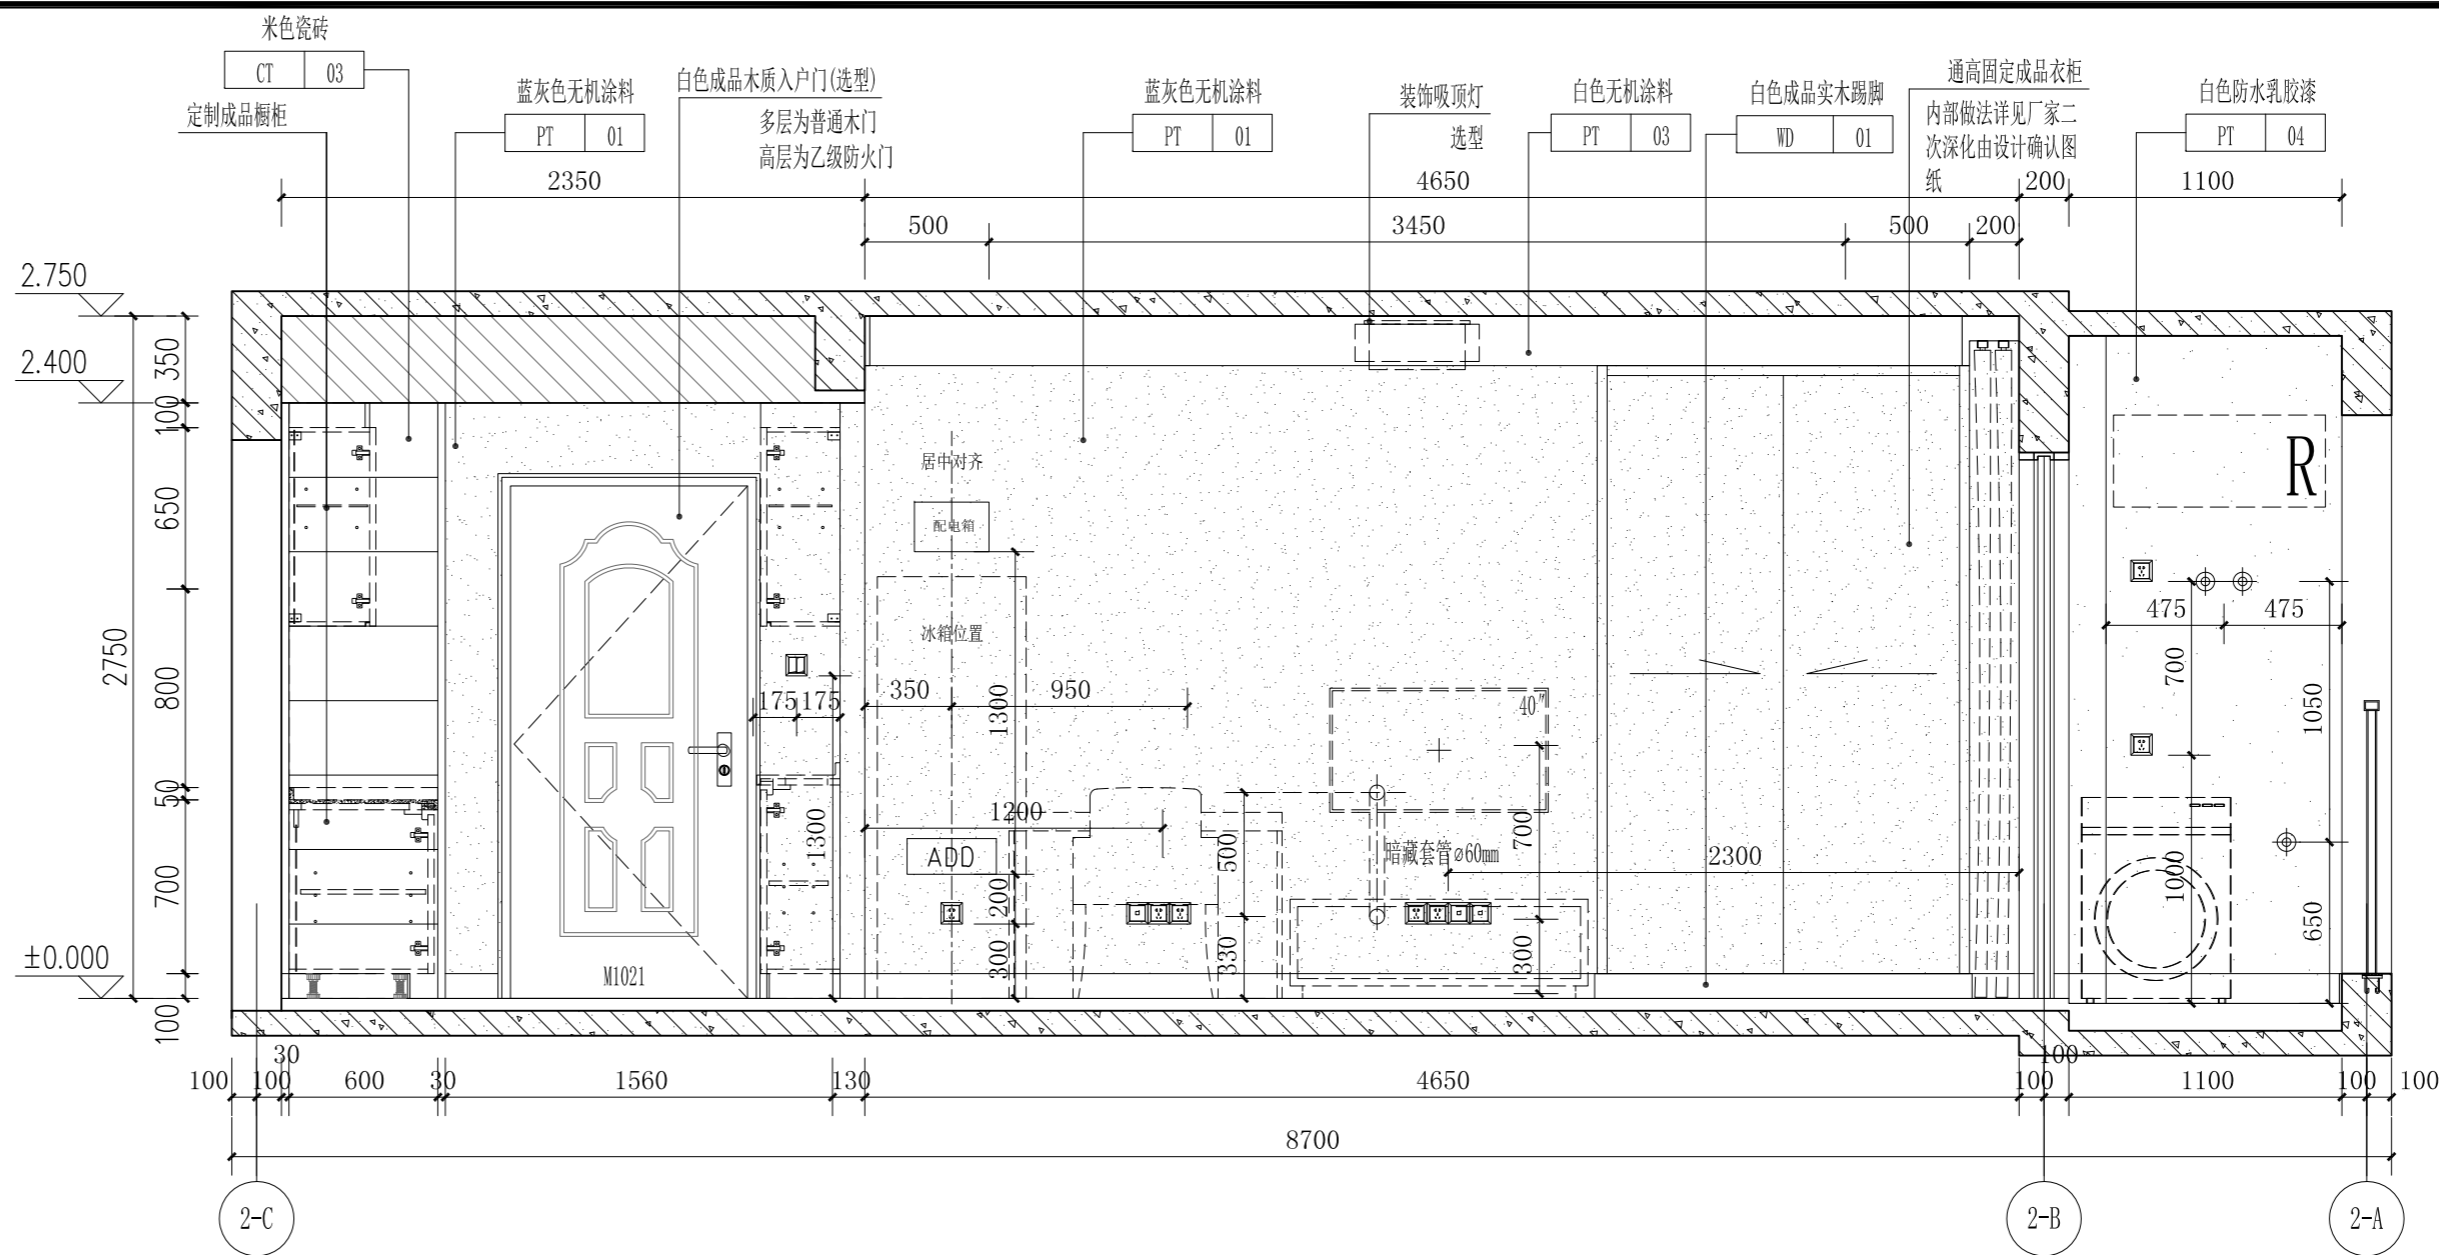 米色瓷砖
CT 03
定制成品橱柜
蓝灰色无机涂料
PT 01
白色成品木质入户门(选型)
多层为普通木门
高层为乙级防火门
蓝灰色无机涂料
PT 01
装饰吸顶灯
选型
白色无机涂料
PT 03
白色成品实木踢脚
WD 01
通高固定成品衣柜
内部做法详见厂家二
次深化由设计确认图
纸
白色防水乳胶漆
PT 04
2350 4650 200 1100
500 3450 500 200
2.750
2.400
±0.000
2750
350
100
650
800
50
700
100
居中对齐
配电箱
冰箱位置
R
475 475
700
1050
1000
650
175 175
350 950
1300
1300
1200
ADD
200
300
500
330
40"
暗藏套管ø60mm
700
300
2300
M1021
100 100 30 600 30 1560 130 4650 100 100 1100 100 100
8700
2-C 2-B 2-A